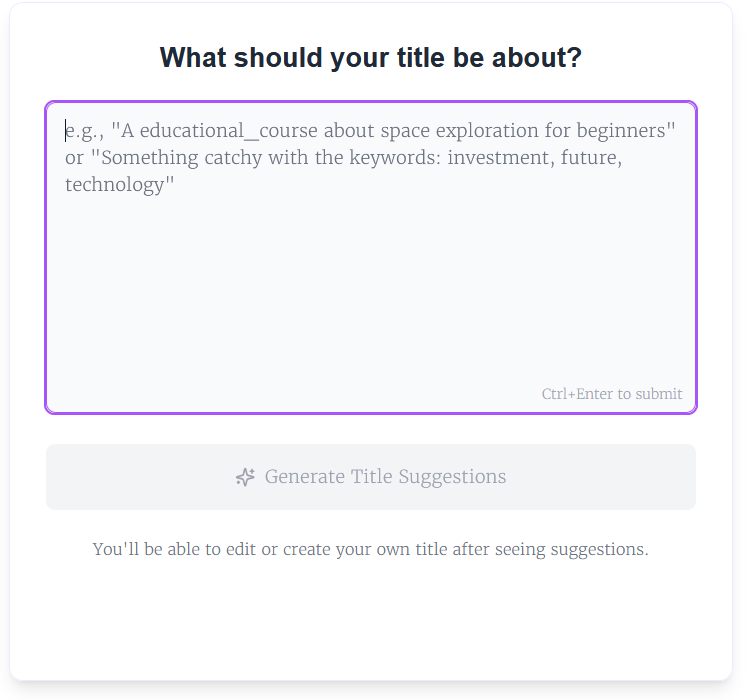 What should your title be about?
e.g., "A educational_course about space exploration for beginners"
or "Something catchy with the keywords: investment, future,
technology"
Ctrl+Enter to submit
Generate Title Suggestions
You'll be able to edit or create your own title after seeing suggestions.